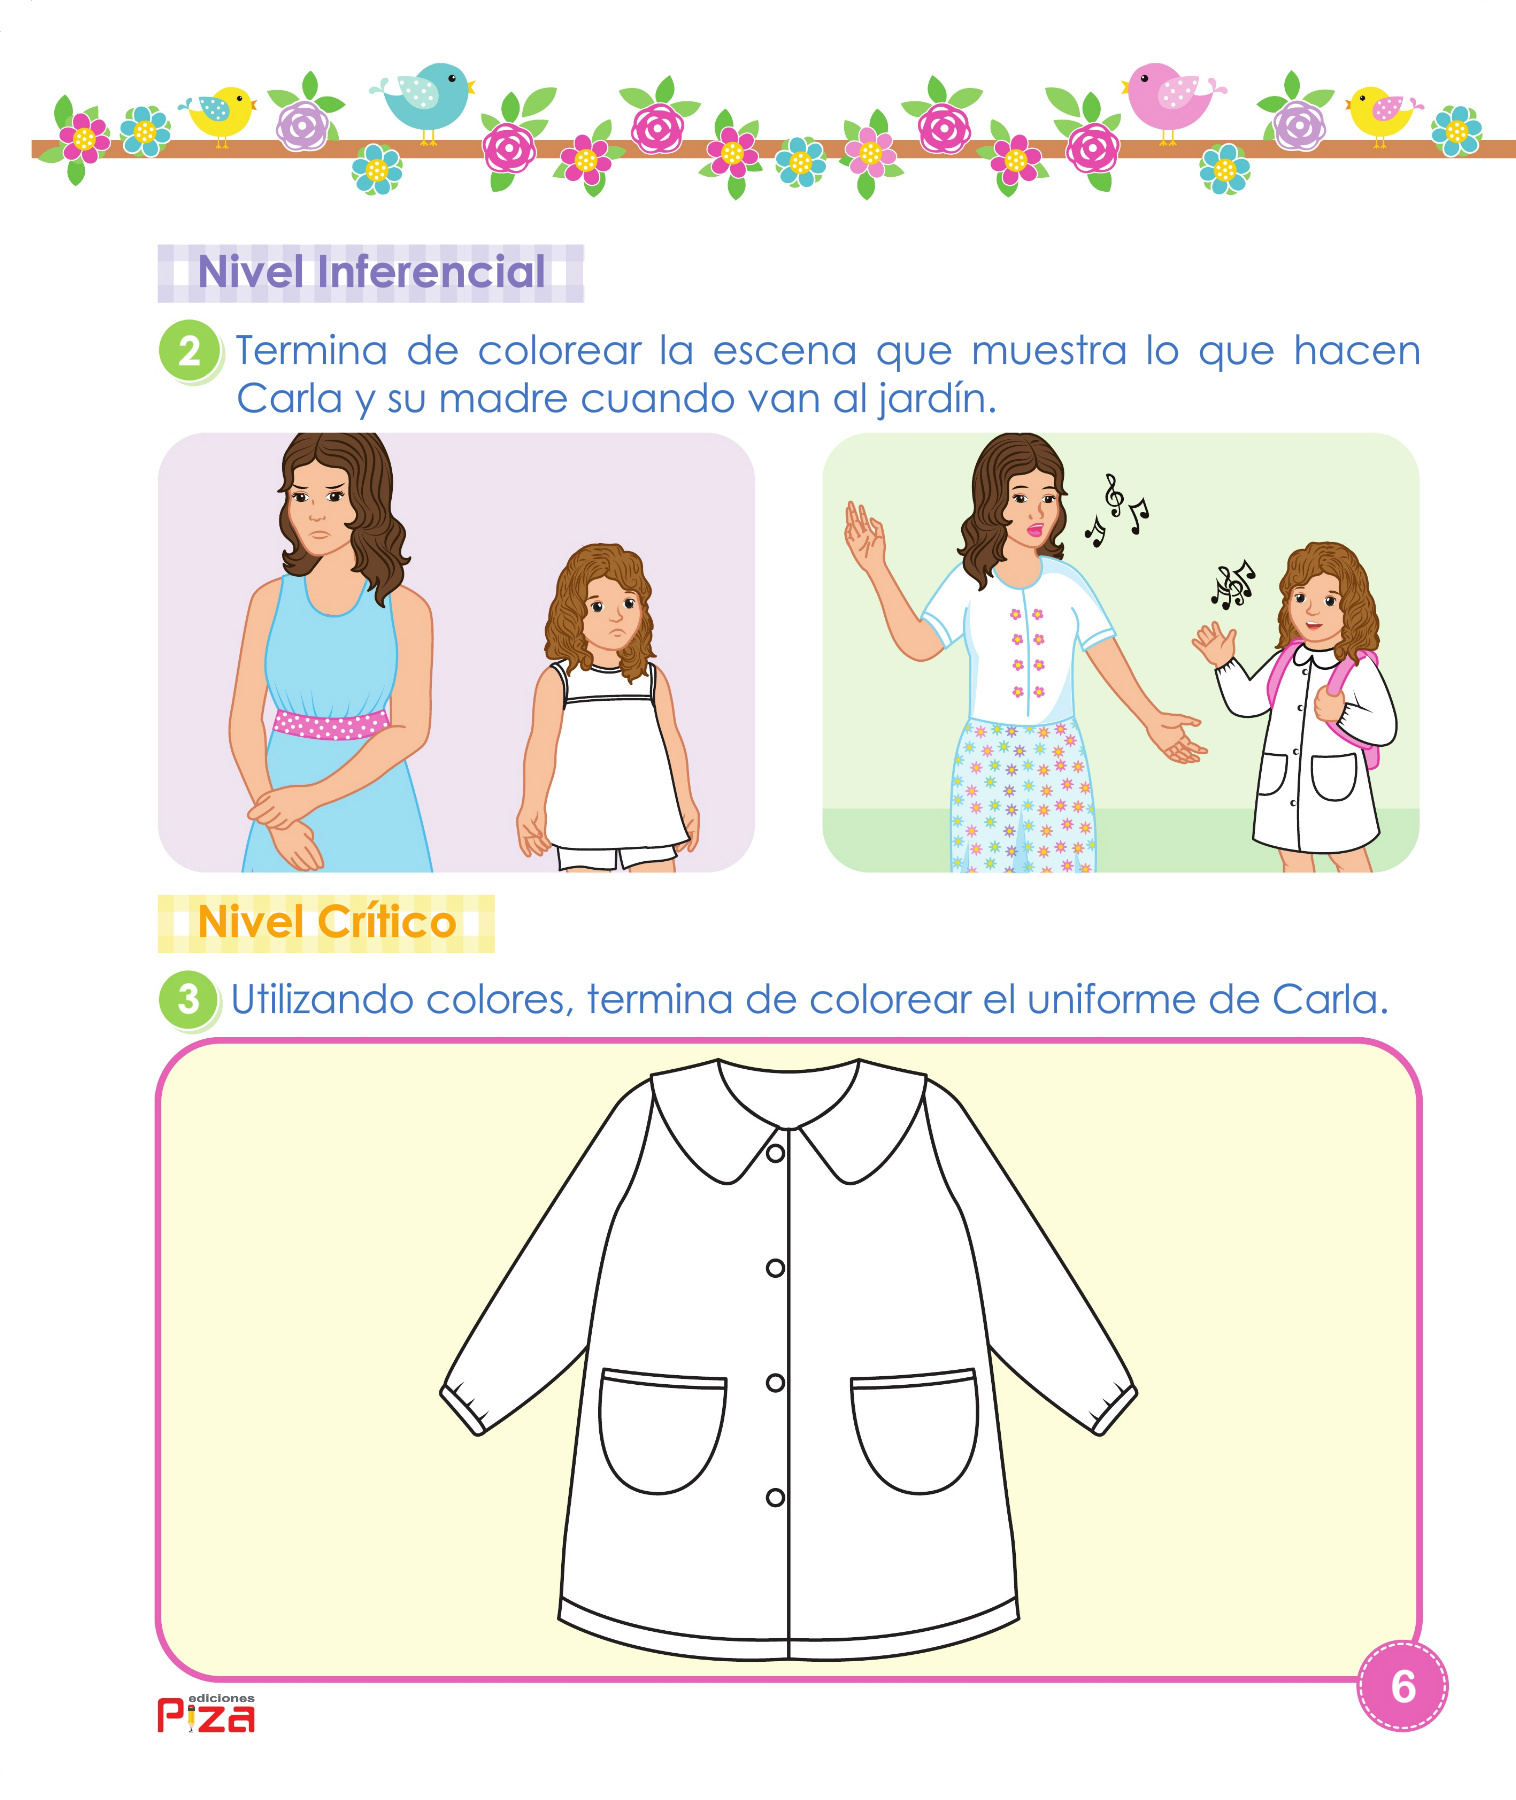 Nivel Inferencial
2 Termina de colorear la escena que muestra lo que hacen
Carla y su madre cuando van al jardín.
Nivel Crítico
3 Utilizando colores, termina de colorear el uniforme de Carla.
ediciones
Piza
6